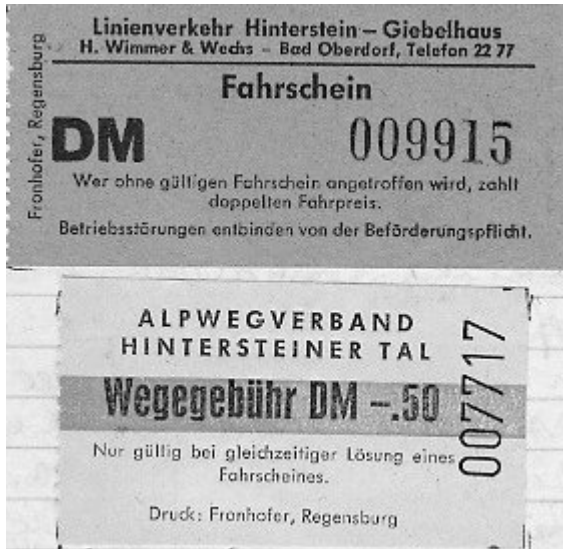 Linienverkehr Hinterstein – Giebelhaus
H. Wimmer & Wechs – Bad Oberdorf, Telefon 22 77
Fahrschein
DM 009915
Wer ohne gültigen Fahrschein angetroffen wird, zahlt
doppelten Fahrpreis.
Betriebsstörungen entbinden von der Beförderungspflicht.
Fronhofer, Regensburg
ALPWEGVERBAND
HINTERSTEINER TAL
Wegegebühr DM –.50
Nur gültig bei gleichzeitiger Lösung eines
Fahrscheines.
Druck: Fronhofer, Regensburg
007717